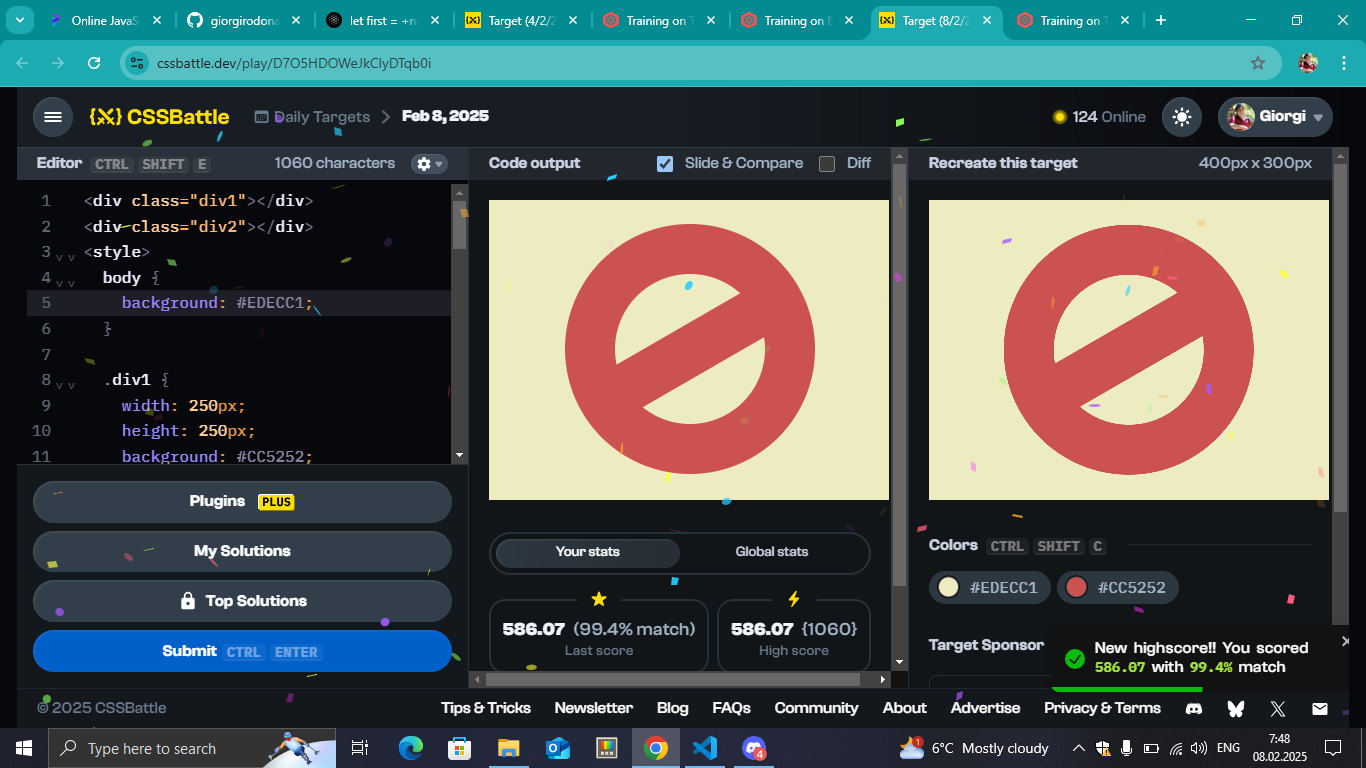 Online JavaS
giorgirodona
let first = +n
Target (4/2/2
Training on T
Training on
Target (8/2/2
Training on T
cssbattle.dev/play/D7O5HDOWeJkClyDTqb0i
{X} CSSBattle
Daily Targets > Feb 8, 2025
124 Online
Giorgi
Editor CTRL SHIFT E 1060 characters
Code output Slide & Compare Diff
Recreate this target 400px x 300px
1 <div class="div1"></div>
2 <div class="div2"></div>
3 <style>
4 body {
5 background: #EDECC1;
6 }
7
8 .div1 {
9 width: 250px;
10 height: 250px;
11 background: #CC5252;
Plugins PLUS
My Solutions
Top Solutions
Submit CTRL ENTER
Your stats Global stats
586.07 (99.4% match)
Last score
586.07 {1060}
High score
Colors CTRL SHIFT C
#EDECC1 #CC5252
Target Sponsor
New highscore!! You scored
586.07 with 99.4% match
© 2025 CSSBattle
Tips & Tricks Newsletter Blog FAQs Community About Advertise Privacy & Terms
Type here to search
4
1
6°C Mostly cloudy
ENG
7:48
08.02.2025